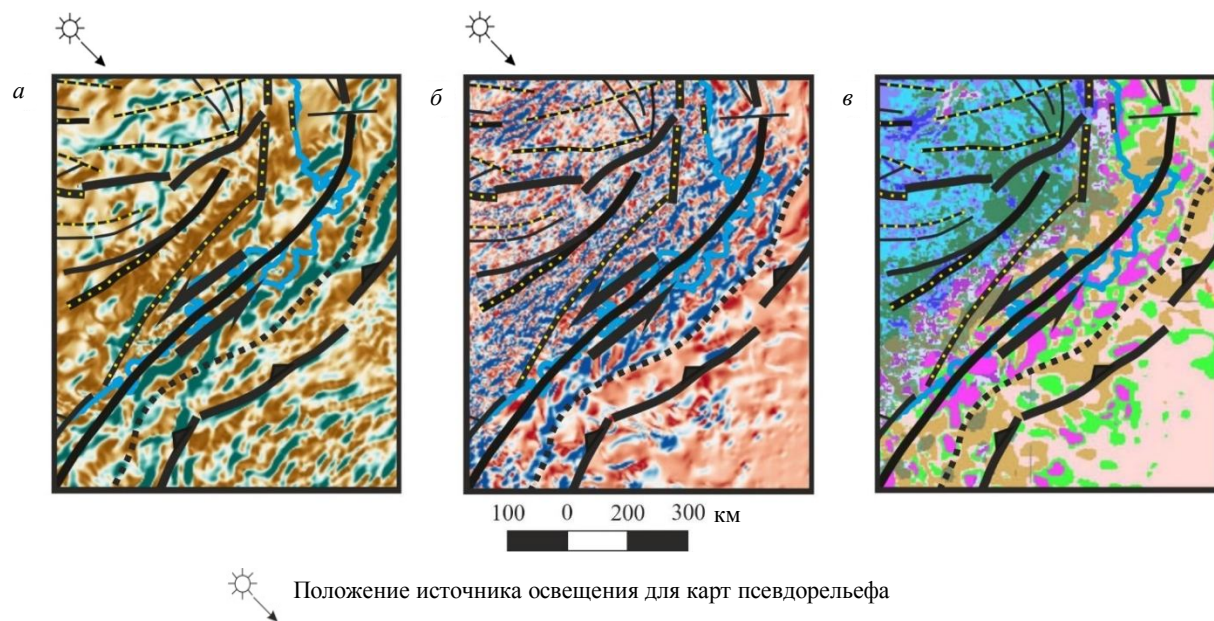 а
б
в
100 0 200 300 км
Положение источника освещения для карт псевдорельефа